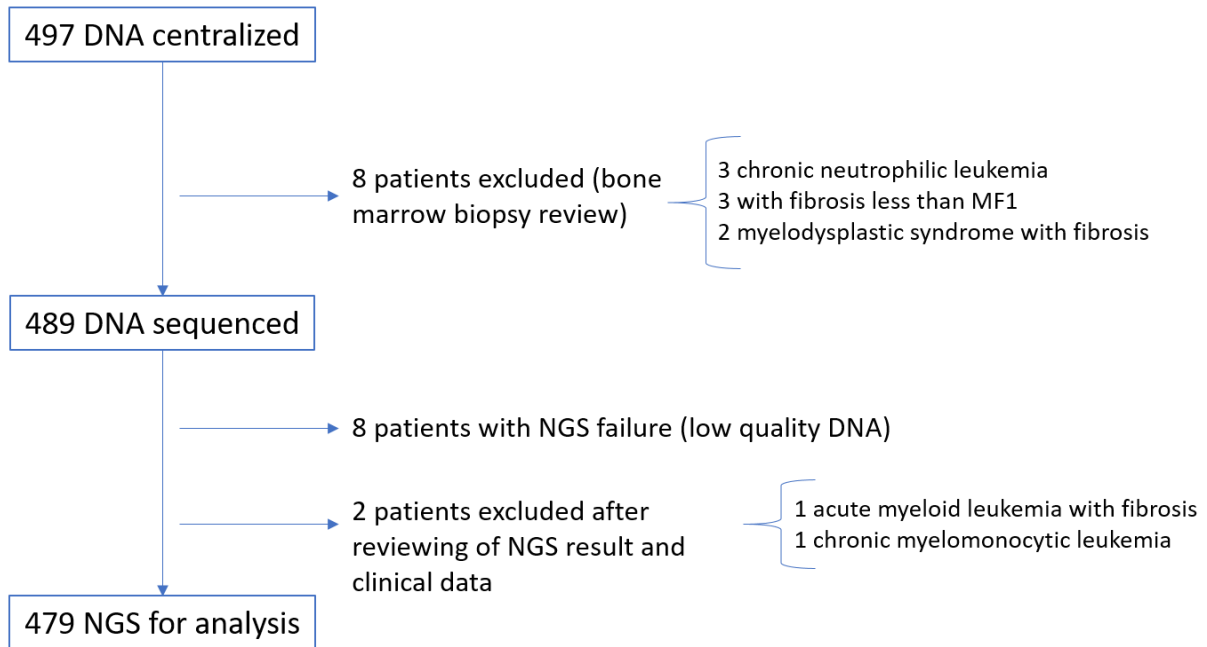 497 DNA centralized
8 patients excluded (bone
marrow biopsy review)
3 chronic neutrophilic leukemia
3 with fibrosis less than MF1
2 myelodysplastic syndrome with fibrosis
489 DNA sequenced
8 patients with NGS failure (low quality DNA)
2 patients excluded after
reviewing of NGS result and
clinical data
1 acute myeloid leukemia with fibrosis
1 chronic myelomonocytic leukemia
479 NGS for analysis